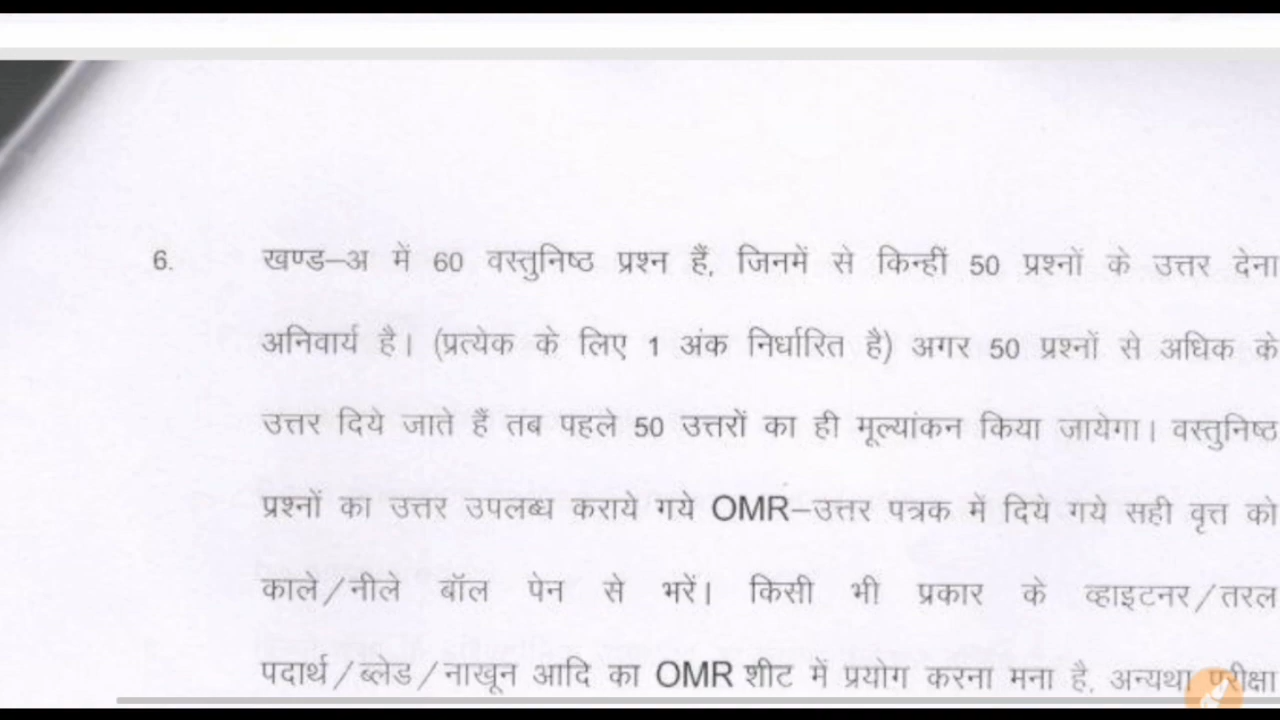 6. खण्ड–अ में 60 वस्तुनिष्ठ प्रश्न हैं, जिनमें से किन्हीं 50 प्रश्नों के उत्तर देना
अनिवार्य है। (प्रत्येक के लिए 1 अंक निर्धारित है) अगर 50 प्रश्नों से अधिक के
उत्तर दिये जाते हैं तब पहले 50 उत्तरों का ही मूल्यांकन किया जायेगा। वस्तुनिष्ठ
प्रश्नों का उत्तर उपलब्ध कराये गये OMR–उत्तर पत्रक में दिये गये सही वृत्त को
काले/नीले बॉल पेन से भरें। किसी भी प्रकार के व्हाइटनर/तरल
पदार्थ/ब्लेड/नाखून आदि का OMR शीट में प्रयोग करना मना है, अन्यथा परीक्षा